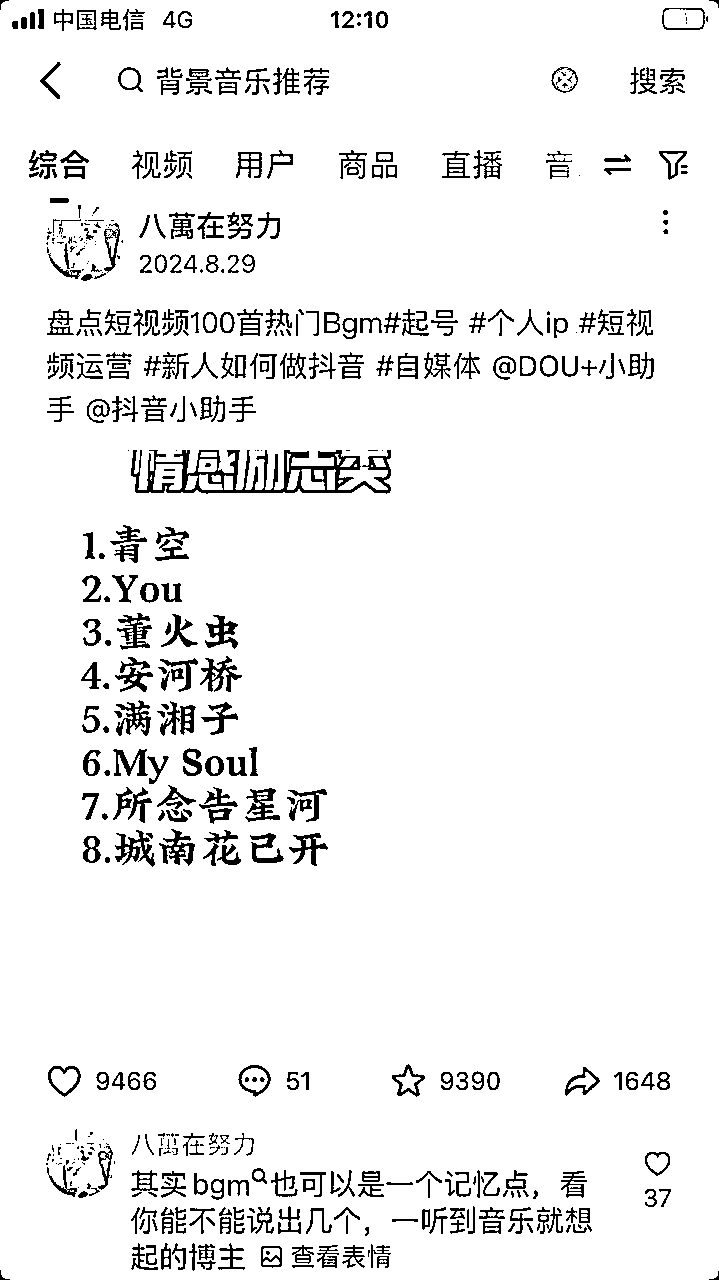 中国电信 4G 12:10
背景音乐推荐 搜索
综合 视频 用户 商品 直播 音
八萬在努力
2024.8.29
盘点短视频100首热门Bgm#起号 #个人ip #短视
频运营 #新人如何做抖音 #自媒体 @DOU+小助
手 @抖音小助手
情感励志类
1.青空
2.You
3.董火虫
4.安河桥
5.满湘子
6.My Soul
7.所念告星河
8.城南花已开
9466 51 9390 1648
八萬在努力
其实bgm也可以是一个记忆点，看
你能不能说出几个，一听到音乐就想
起的博主 查看表情
37